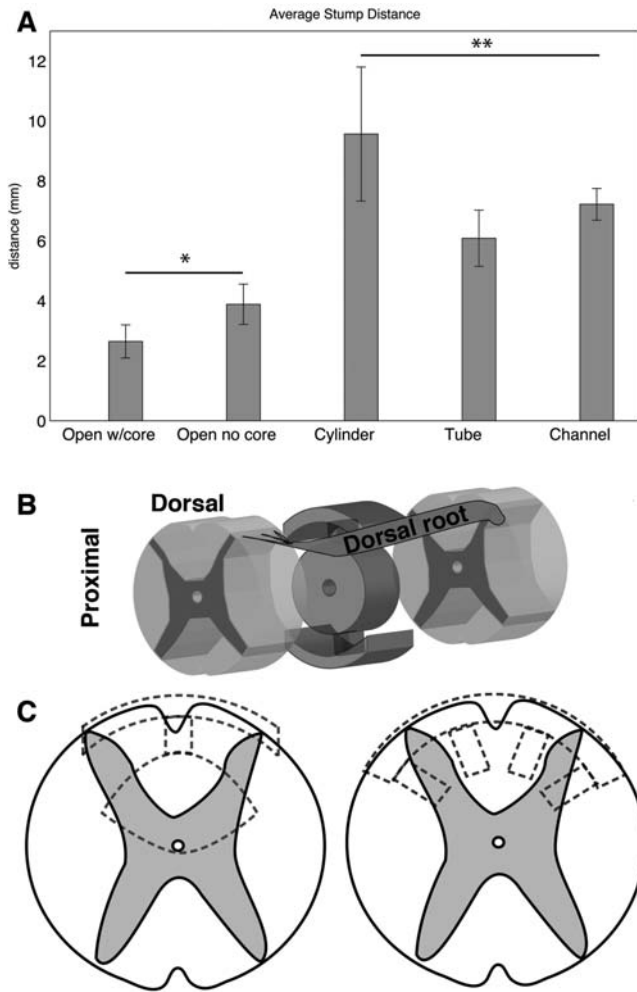 A
Average Stump Distance
distance (mm)
12
10
8
6
4
2
0
*
**
Open w/core
Open no core
Cylinder
Tube
Channel
B
Dorsal
Proximal
Dorsal root
C